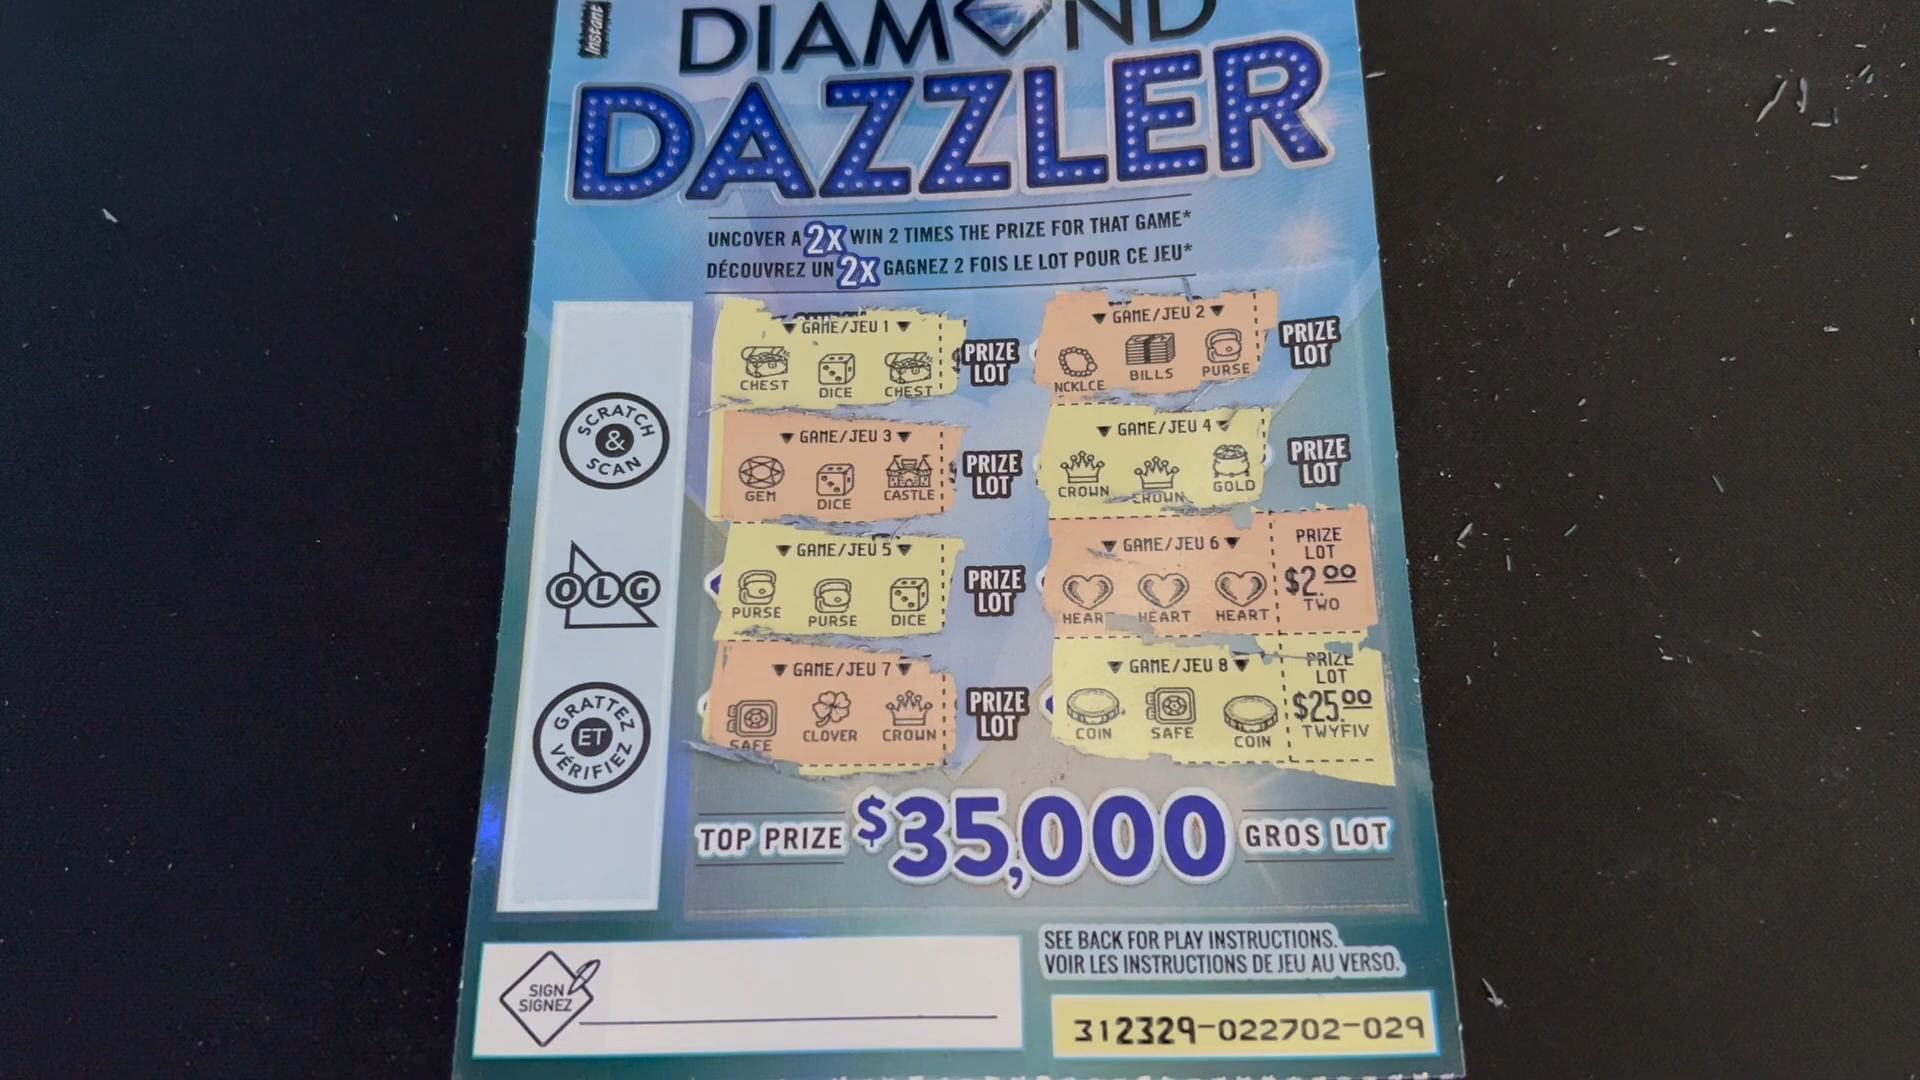 Instant
DIAMOND
DAZZLER
UNCOVER A 2X WIN 2 TIMES THE PRIZE FOR THAT GAME*
DÉCOUVREZ UN 2X GAGNEZ 2 FOIS LE LOT POUR CE JEU*
GAME/JEU 1
CHEST DICE CHEST
PRIZE
LOT
GAME/JEU 2
NCKLCE BILLS PURSE
PRIZE
LOT
GAME/JEU 3
GEM DICE CASTLE
PRIZE
LOT
GAME/JEU 4
CROWN CROWN GOLD
PRIZE
LOT
GAME/JEU 5
PURSE PURSE DICE
PRIZE
LOT
GAME/JEU 6
HEAR HEART HEART
PRIZE
LOT
$2.00
TWO
GAME/JEU 7
SAFE CLOVER CROWN
PRIZE
LOT
GAME/JEU 8
COIN SAFE COIN
PRIZE
LOT
$25.00
TWYFIV
SCRATCH
&
SCAN
OLG
GRATTEZ
ET
VÉRIFIEZ
TOP PRIZE $35,000 GROS LOT
SIGN
SIGNEZ
SEE BACK FOR PLAY INSTRUCTIONS.
VOIR LES INSTRUCTIONS DE JEU AU VERSO.
312329-022702-029